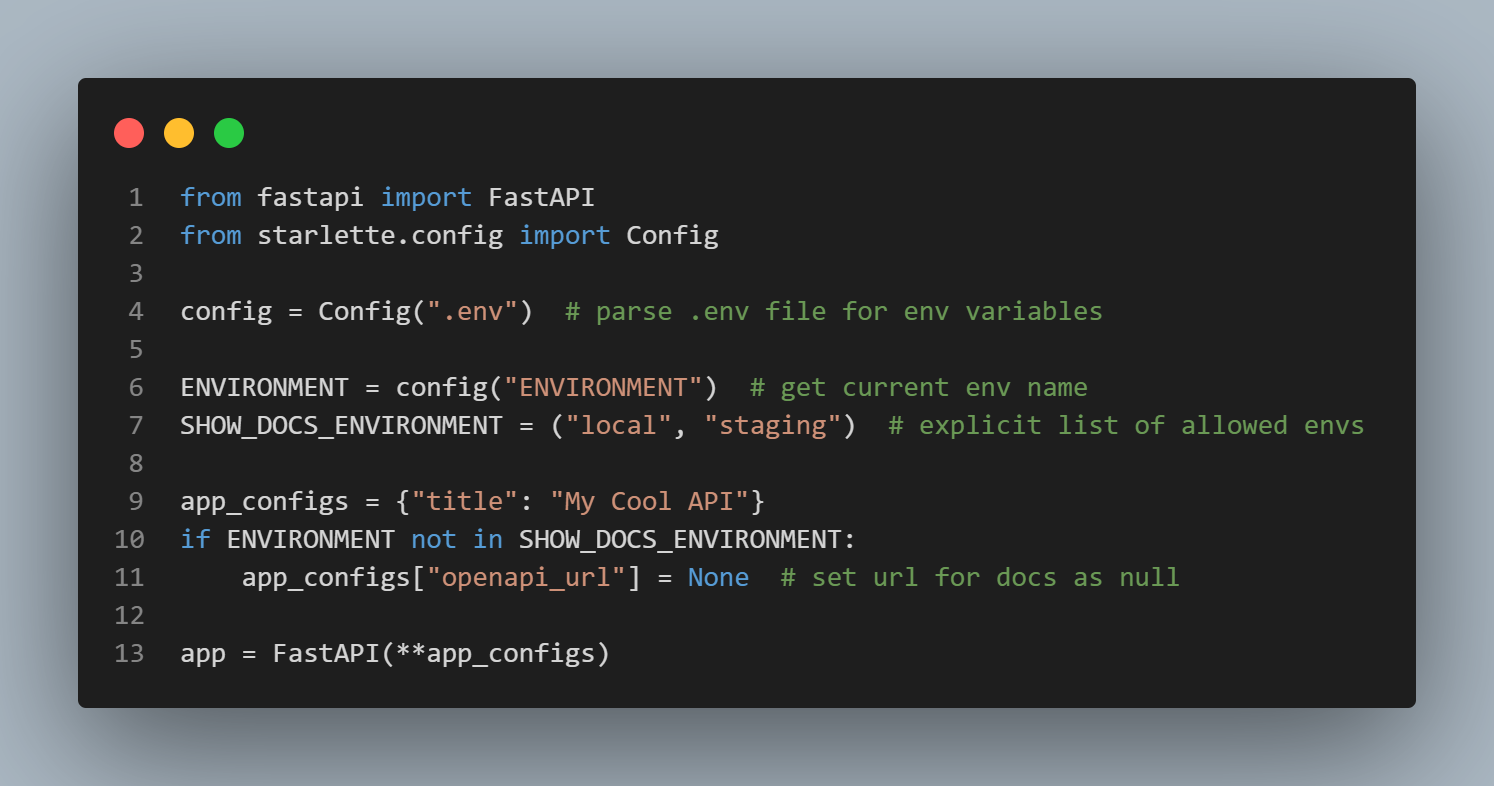 1 from fastapi import FastAPI
2 from starlette.config import Config
3
4 config = Config(".env")  # parse .env file for env variables
5
6 ENVIRONMENT = config("ENVIRONMENT")  # get current env name
7 SHOW_DOCS_ENVIRONMENT = ("local", "staging")  # explicit list of allowed envs
8
9 app_configs = {"title": "My Cool API"}
10 if ENVIRONMENT not in SHOW_DOCS_ENVIRONMENT:
11     app_configs["openapi_url"] = None  # set url for docs as null
12
13 app = FastAPI(**app_configs)